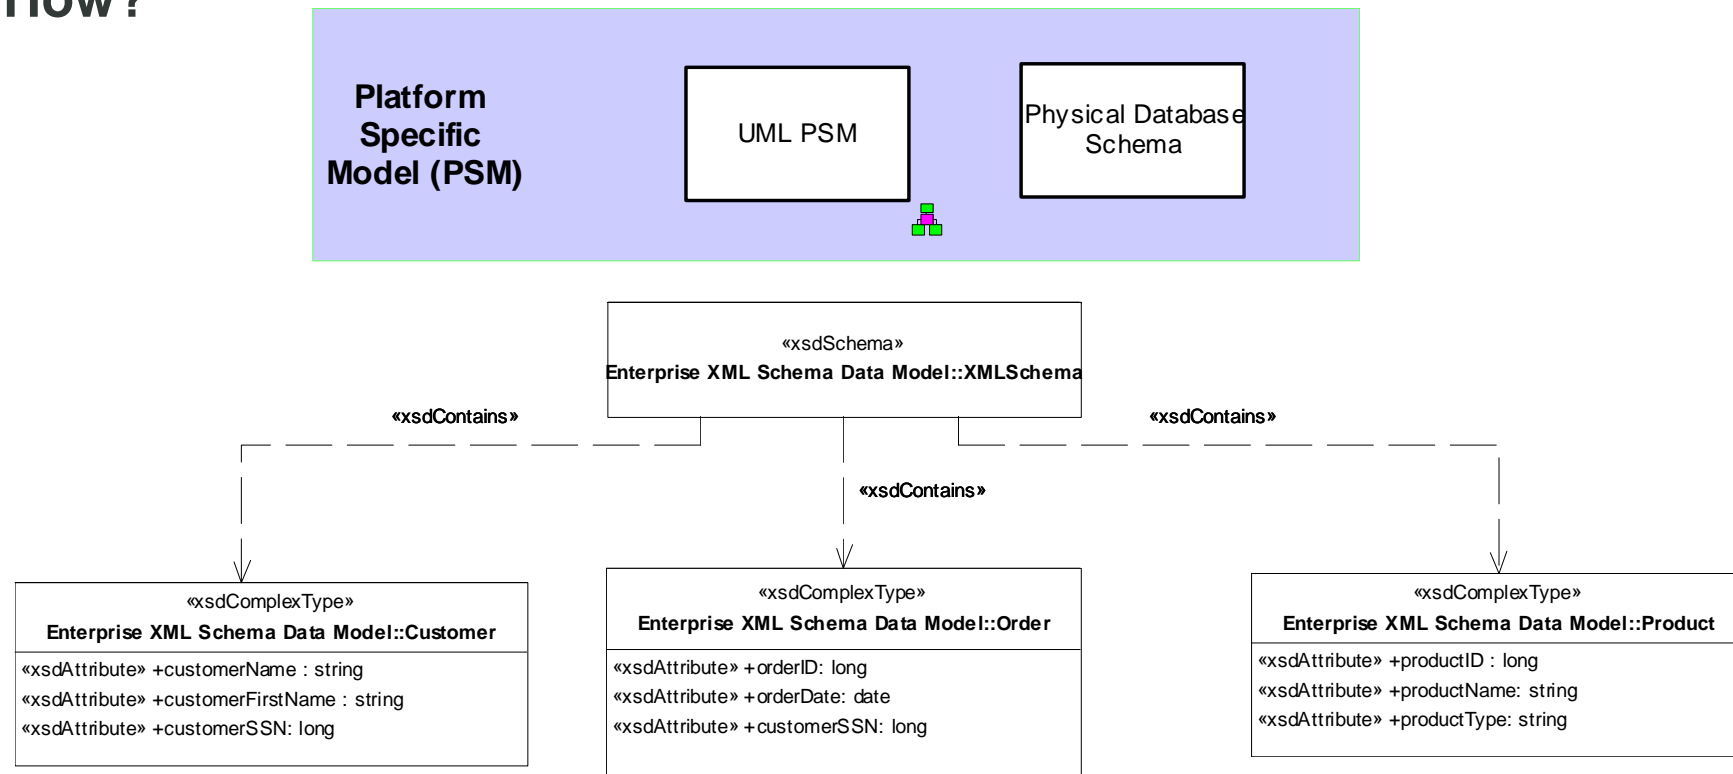 How?
Platform
Specific
Model (PSM)
UML PSM
Physical Database
Schema
«xsdSchema»
Enterprise XML Schema Data Model::XMLSchema
«xsdContains»
«xsdContains»
«xsdContains»
«xsdComplexType»
Enterprise XML Schema Data Model::Customer
«xsdAttribute» +customerName : string
«xsdAttribute» +customerFirstName : string
«xsdAttribute» +customerSSN: long
«xsdComplexType»
Enterprise XML Schema Data Model::Order
«xsdAttribute» +orderID: long
«xsdAttribute» +orderDate: date
«xsdAttribute» +customerSSN: long
«xsdComplexType»
Enterprise XML Schema Data Model::Product
«xsdAttribute» +productID : long
«xsdAttribute» +productName: string
«xsdAttribute» +productType: string